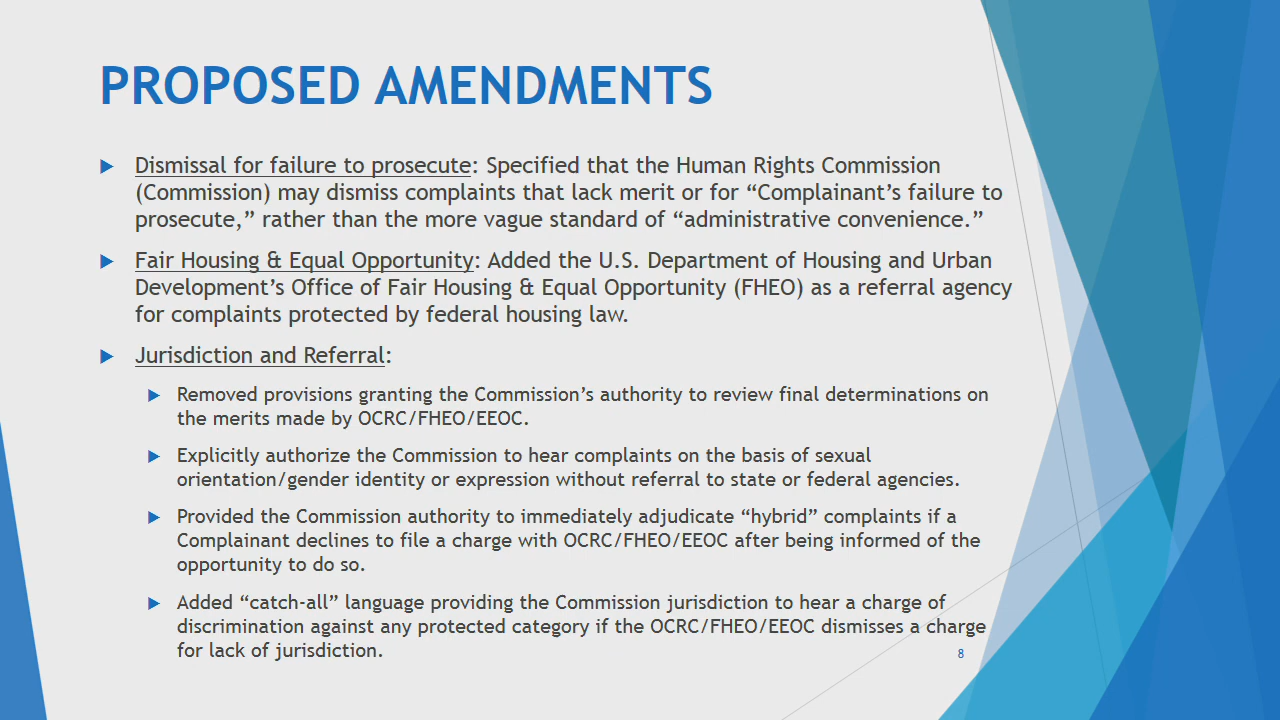 PROPOSED AMENDMENTS
Dismissal for failure to prosecute: Specified that the Human Rights Commission
(Commission) may dismiss complaints that lack merit or for “Complainant’s failure to
prosecute,” rather than the more vague standard of “administrative convenience.”
Fair Housing & Equal Opportunity: Added the U.S. Department of Housing and Urban
Development’s Office of Fair Housing & Equal Opportunity (FHEO) as a referral agency
for complaints protected by federal housing law.
Jurisdiction and Referral:
Removed provisions granting the Commission’s authority to review final determinations on
the merits made by OCRC/FHEO/EEOC.
Explicitly authorize the Commission to hear complaints on the basis of sexual
orientation/gender identity or expression without referral to state or federal agencies.
Provided the Commission authority to immediately adjudicate “hybrid” complaints if a
Complainant declines to file a charge with OCRC/FHEO/EEOC after being informed of the
opportunity to do so.
Added “catch-all” language providing the Commission jurisdiction to hear a charge of
discrimination against any protected category if the OCRC/FHEO/EEOC dismisses a charge
for lack of jurisdiction.
8